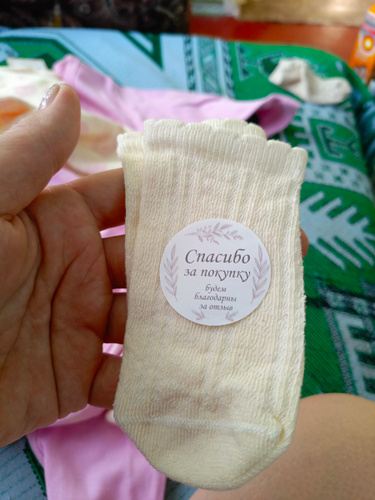 Спасибо
за покупку
будем
благодарны
за отзыв